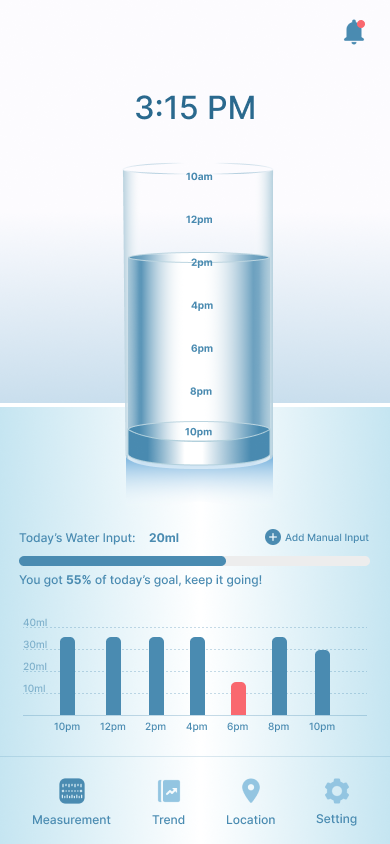 3:15 PM
10am
12pm
2pm
4pm
6pm
8pm
10pm
Today's Water Input: 20ml
Add Manual Input
You got 55% of today's goal, keep it going!
40ml
30ml
20ml
10ml
10pm 12pm 2pm 4pm 6pm 8pm 10pm
Measurement Trend Location Setting